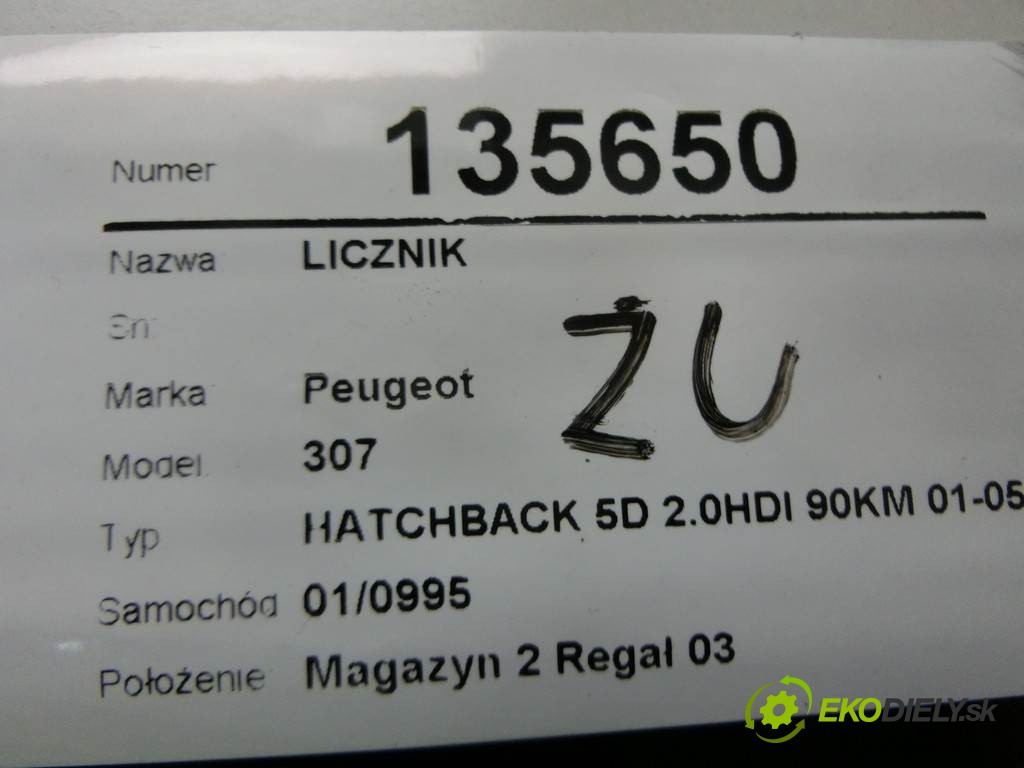 Numer 135650
Nazwa LICZNIK
Sn
ŻU
Marka Peugeot
Model 307
Typ HATCHBACK 5D 2.0HDI 90KM 01-05
Samochód 01/0995
Położenie Magazyn 2 Regał 03
EKODIELY.sk